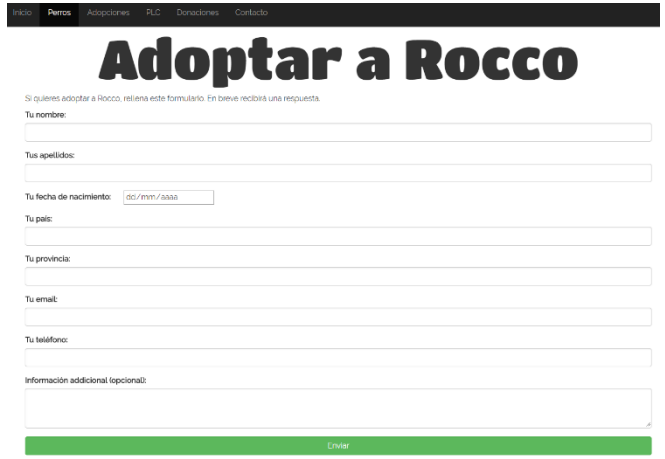 Inicio Perros Adopciones PLC Donaciones Contacto
Adoptar a Rocco
Si quieres adoptar a Rocco, rellena este formulario. En breve recibirá una respuesta.
Tu nombre:
Tus apellidos:
Tu fecha de nacimiento: dd/mm/aaaa
Tu país:
Tu provincia:
Tu email:
Tu teléfono:
Información addicional (opcional):
Enviar